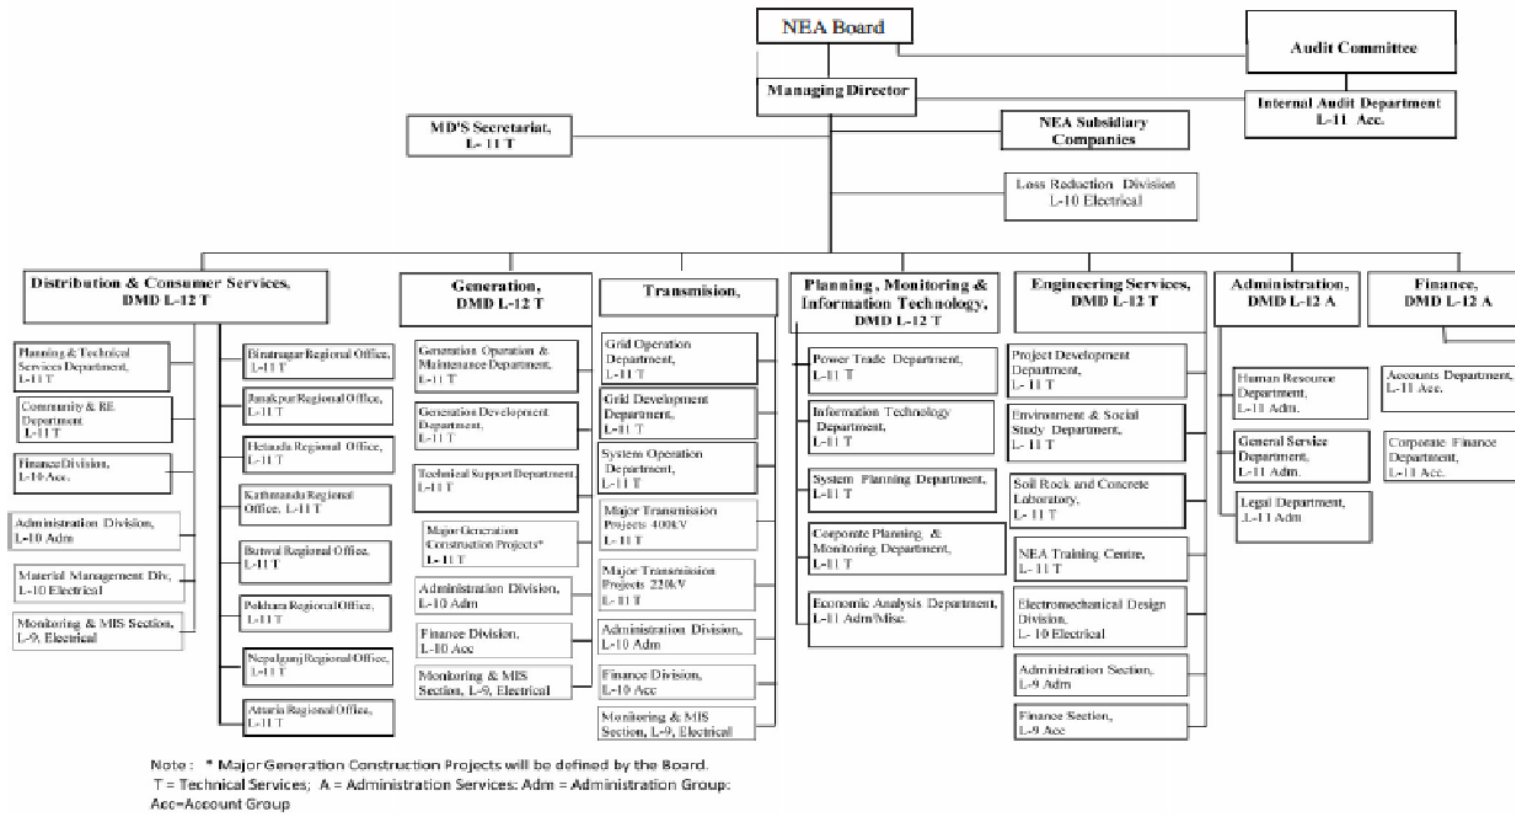 NEA Board
Audit Committee
Managing Director
Internal Audit Department
L-11 Acc.
MD'S Secretariat,
L- 11 T
NEA Subsidiary
Companies
Loss Reduction Division
L-10 Electrical
Distribution & Consumer Services,
DMD L-12 T
Planning & Technical
Services Department,
L-11 T
Community & RE
Department
L-11 T
Finance Division,
L-10 Acc.
Administration Division,
L-10 Adm
Material Management Div,
L-10 Electrical
Monitoring & MIS Section,
L-9, Electrical
Biratnagar Regional Office,
L-11 T
Janakpur Regional Office,
L-11 T
Hetauda Regional Office,
L-11 T
Kathmandu Regional
Office, L-11 T
Butwal Regional Office,
L-11 T
Pokhara Regional Office,
L-11 T
Nepalgunj Regional Office,
L-11 T
Attaria Regional Office,
L-11 T
Generation,
DMD L-12 T
Generation Operation &
Maintenance Department,
L-11 T
Generation Development
Department,
L-11 T
Technical Support Department,
L-11 T
Major Generation
Construction Projects*
L-11 T
Administration Division,
L-10 Adm
Finance Division,
L-10 Acc
Monitoring & MIS
Section, L-9, Electrical
Transmision,
Grid Operation
Department,
L-11 T
Grid Development
Department,
L-11 T
System Operation
Department,
L-11 T
Major Transmission
Projects 400kV
L-11 T
Major Transmission
Projects 220kV
L-11 T
Administration Division,
L-10 Adm
Finance Division,
L-10 Acc
Monitoring & MIS
Section, L-9, Electrical
Planning, Monitoring &
Information Technology,
DMD L-12 T
Power Trade Department,
L-11 T
Information Technology
Department,
L-11 T
System Planning Department,
L-11 T
Corporate Planning &
Monitoring Department,
L-11 T
Economic Analysis Department,
L-11 Adm/Misc.
Engineering Services,
DMD L-12 T
Project Development
Department,
L- 11 T
Environment & Social
Study Department,
L- 11 T
Soil Rock and Concrete
Laboratory,
L- 11 T
NEA Training Centre,
L- 11 T
Electromechanical Design
Division,
L- 10 Electrical
Administration Section,
L-9 Adm
Finance Section,
L-9 Acc
Administration,
DMD L-12 A
Human Resource
Department,
L-11 Adm.
General Service
Department,
L-11 Adm.
Legal Department,
.L-11 Adm
Finance,
DMD L-12 A
Accounts Department,
L-11 Acc.
Corporate Finance
Department,
L-11 Acc.
Note : * Major Generation Construction Projects will be defined by the Board.
T = Technical Services; A = Administration Services: Adm = Administration Group:
Acc=Account Group